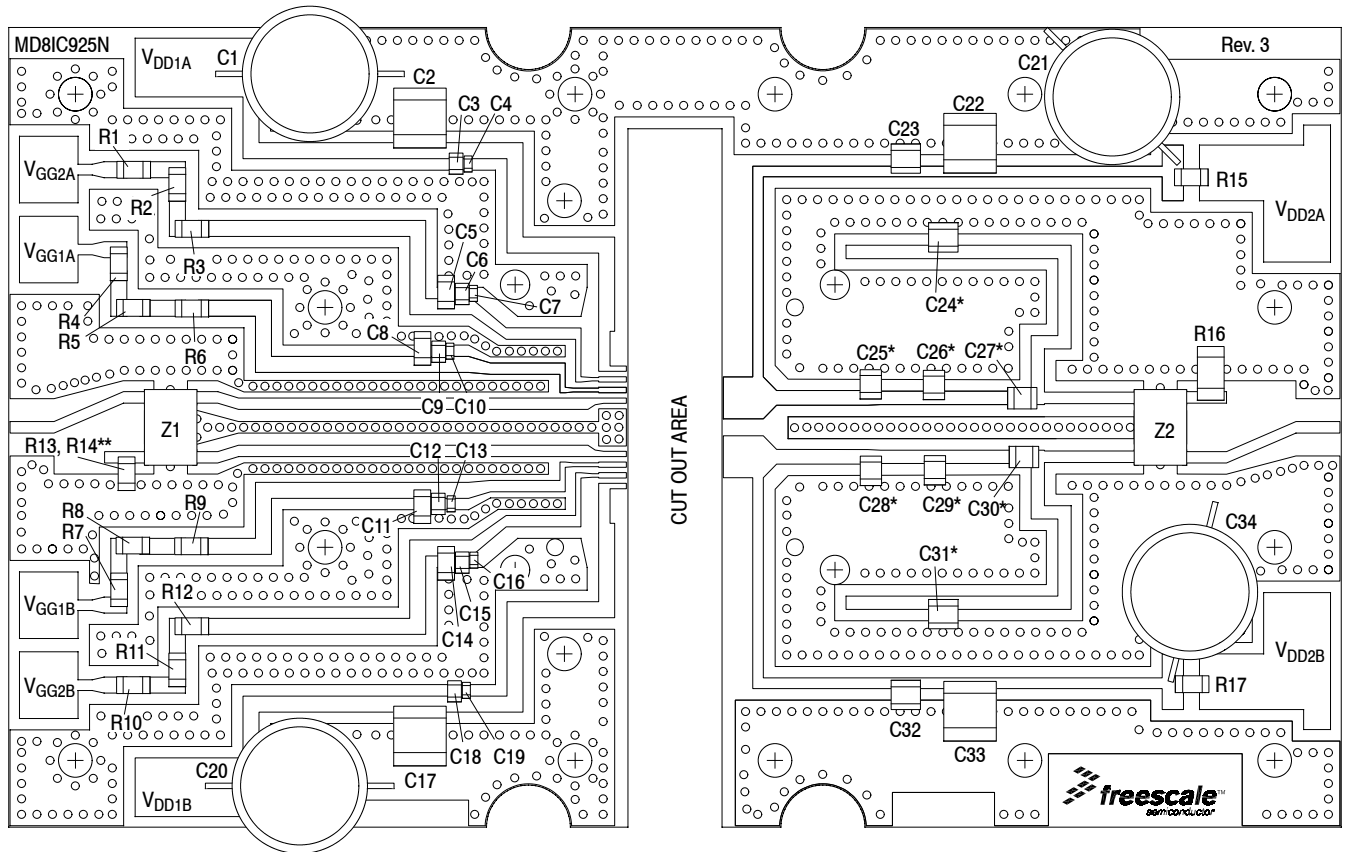 MD8IC925N
Rev. 3
VDD1A
C1
C2
C3 C4
C21
C22
C23
VGG2A
R1
R2
R3
R15
VDD2A
VGG1A
C5
C6
C7
C24*
R4
R5
R6
C8
C9 C10
C25* C26* C27*
R16
Z1
CUT OUT AREA
Z2
R13, R14**
C12 C13
C11
C28* C29* C30*
R8
R7
R9
C34
VGG1B
R12
C16
C15
C14
C31*
R11
VGG2B
R10
VDD2B
R17
C18 C19
C17
C20
C32
C33
VDD1B
freescale™
semiconductor